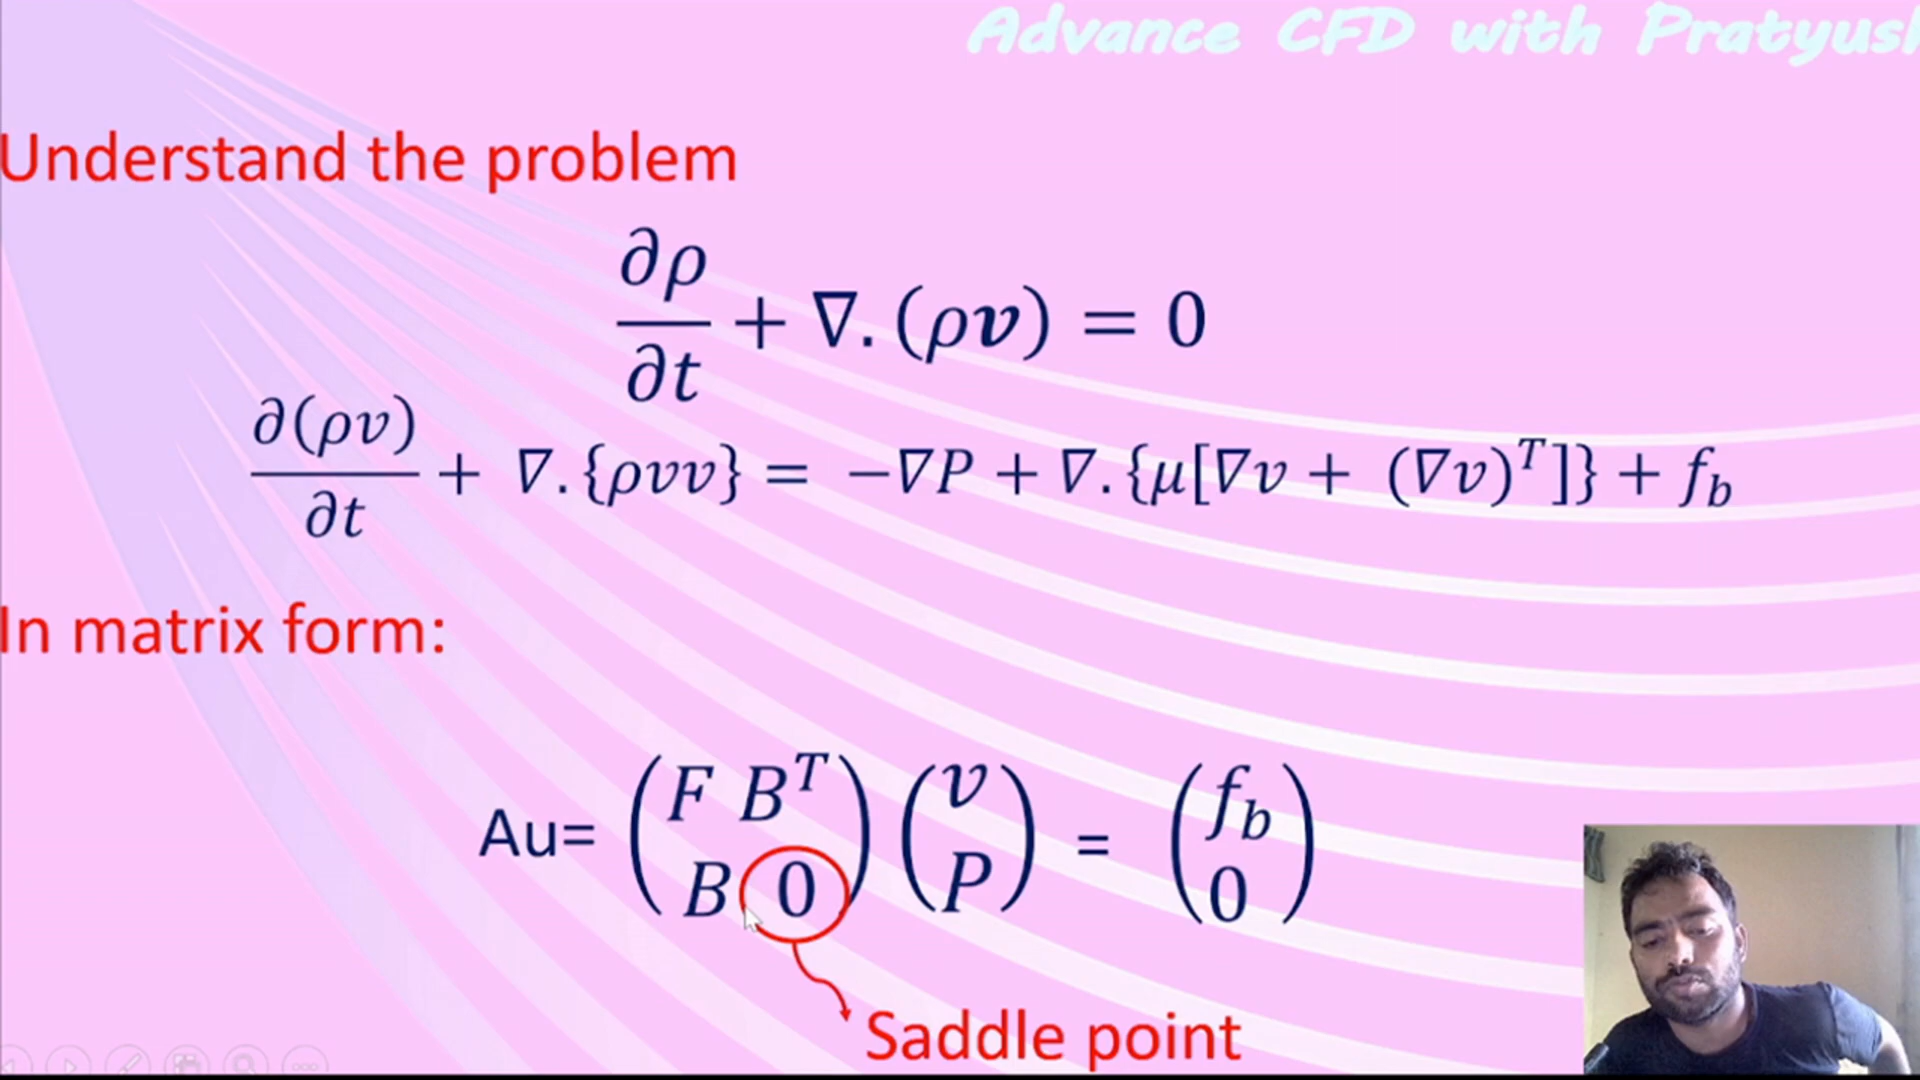 Advance CFD with Pratyush
Understand the problem
∂ρ/∂t + ∇.(ρv) = 0
∂(ρv)/∂t + ∇.{ρvv} = −∇P + ∇.{μ[∇v + (∇v)^T]} + f_b
In matrix form:
Au= (F B^T; B 0) (v; P) = (f_b; 0)
Saddle point